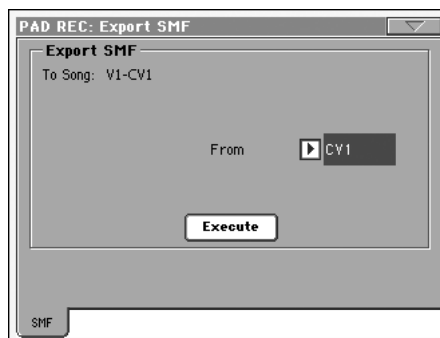 PAD REC: Export SMF
Export SMF
To Song: V1-CV1
From CV1
Execute
SMF